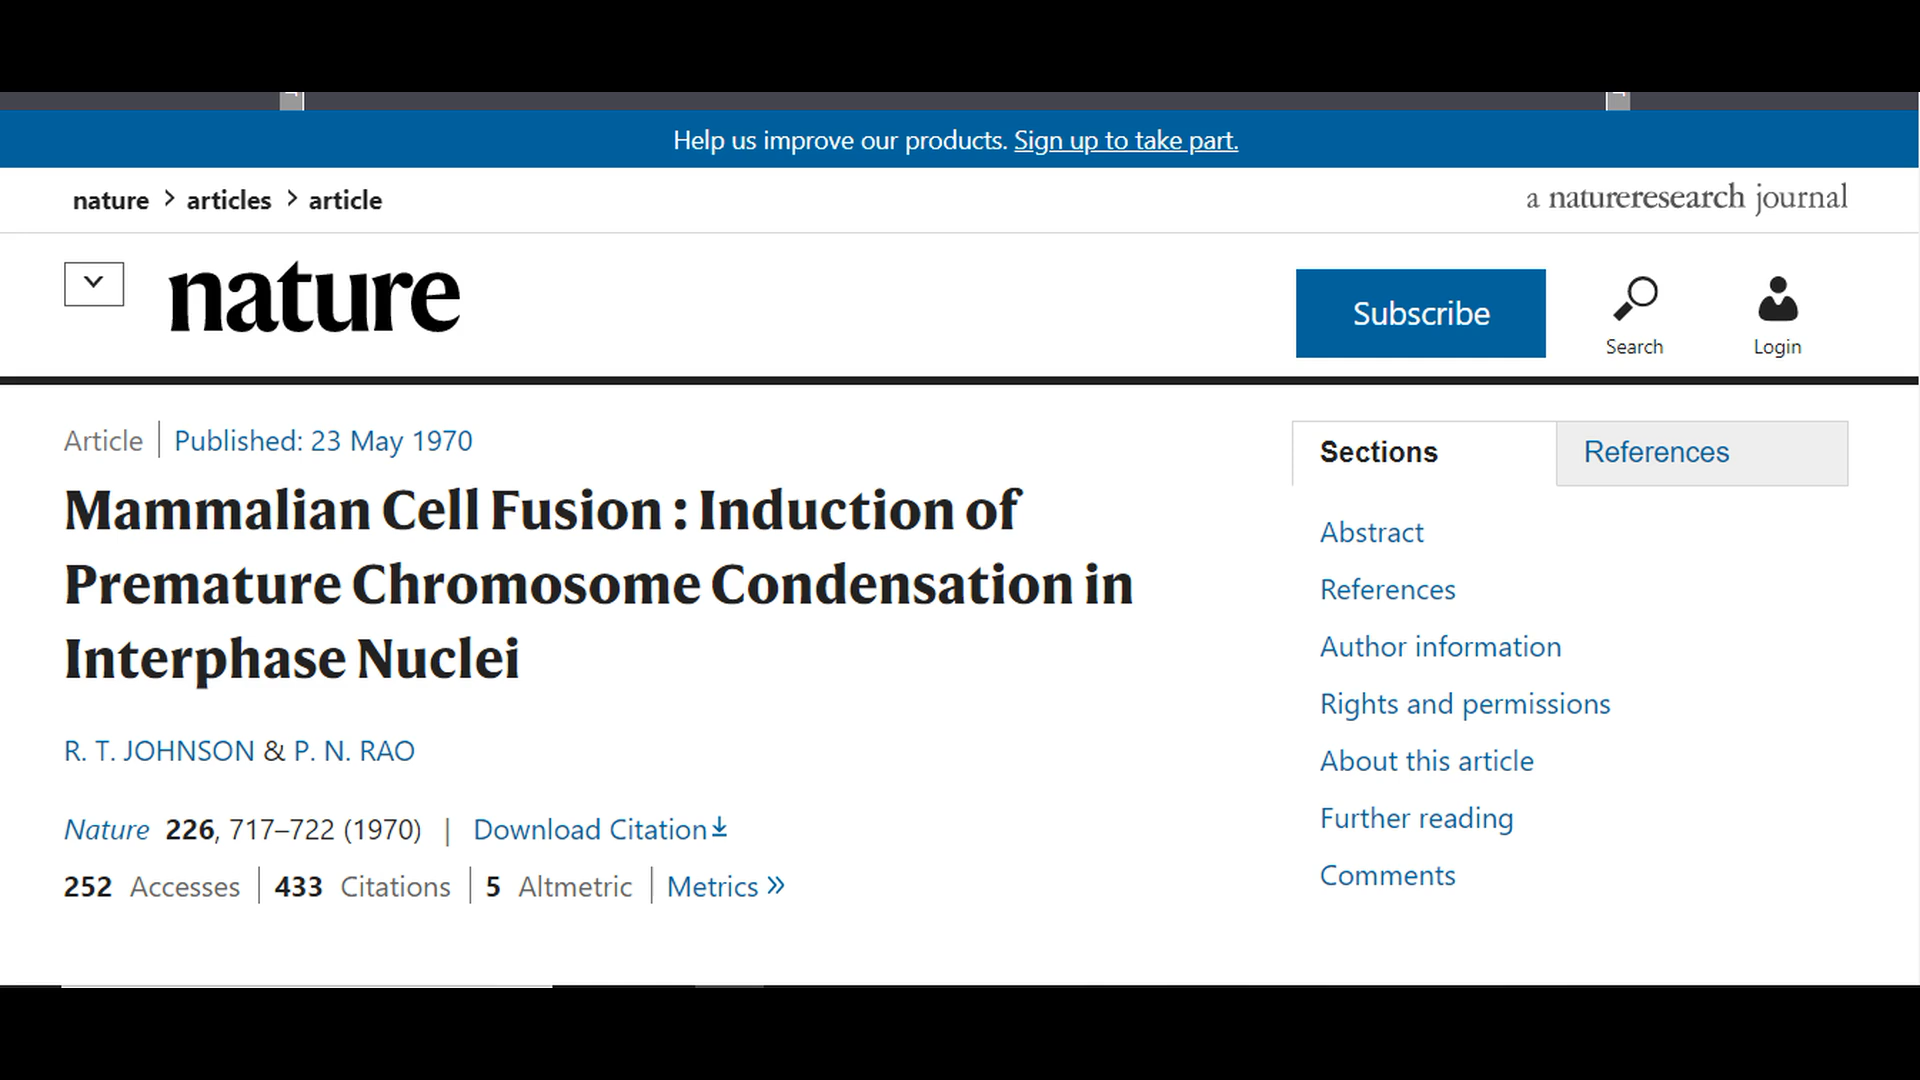 Help us improve our products. Sign up to take part.
nature > articles > article
a natureresearch journal
nature
Subscribe
Search
Login
Article | Published: 23 May 1970
Mammalian Cell Fusion : Induction of
Premature Chromosome Condensation in
Interphase Nuclei
R. T. JOHNSON & P. N. RAO
Nature 226, 717–722 (1970) | Download Citation
252 Accesses | 433 Citations | 5 Altmetric | Metrics »
Sections
References
Abstract
References
Author information
Rights and permissions
About this article
Further reading
Comments